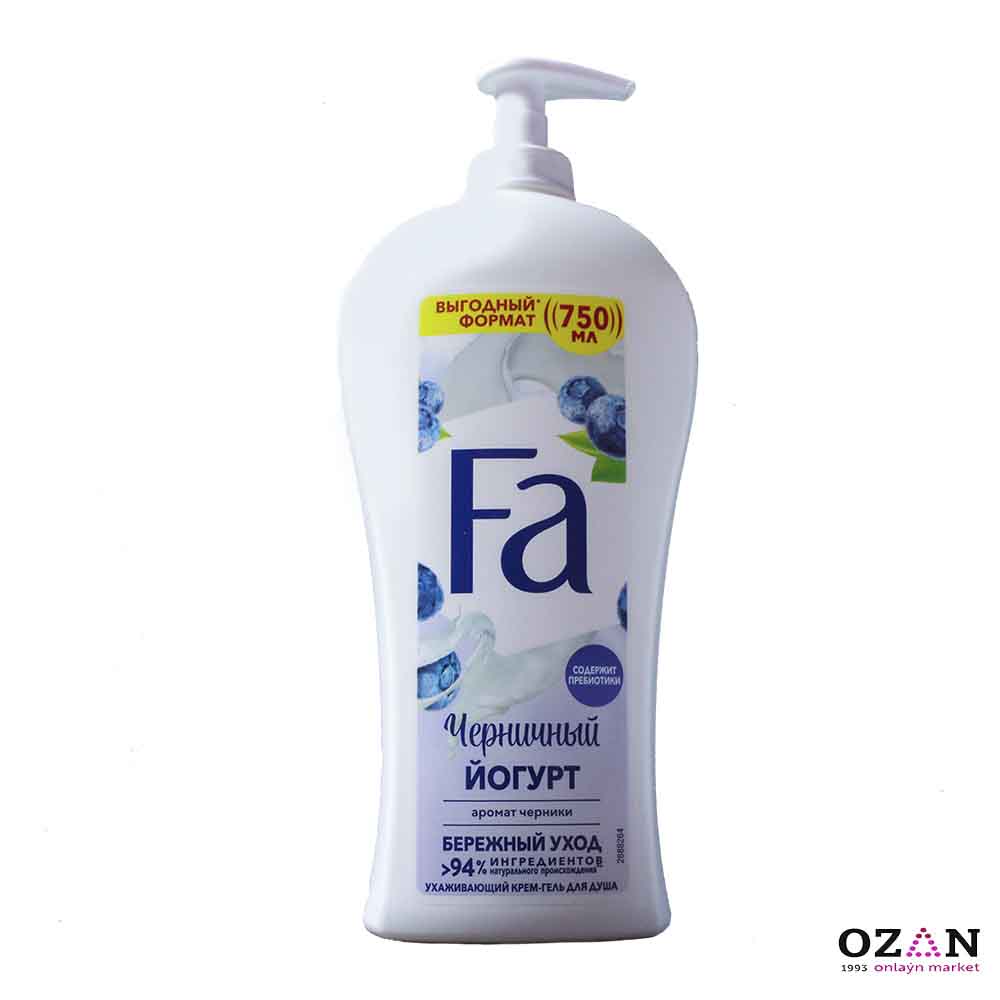 ВЫГОДНЫЙ*
ФОРМАТ
((750))
МЛ
Fa
СОДЕРЖИТ
ПРЕБИОТИКИ
Черничный
ЙОГУРТ
аромат черники
БЕРЕЖНЫЙ УХОД
>94% ИНГРЕДИЕНТОВ
натурального происхождения
УХАЖИВАЮЩИЙ КРЕМ-ГЕЛЬ ДЛЯ ДУША
2688264
OZAN
1993 onlaýn market